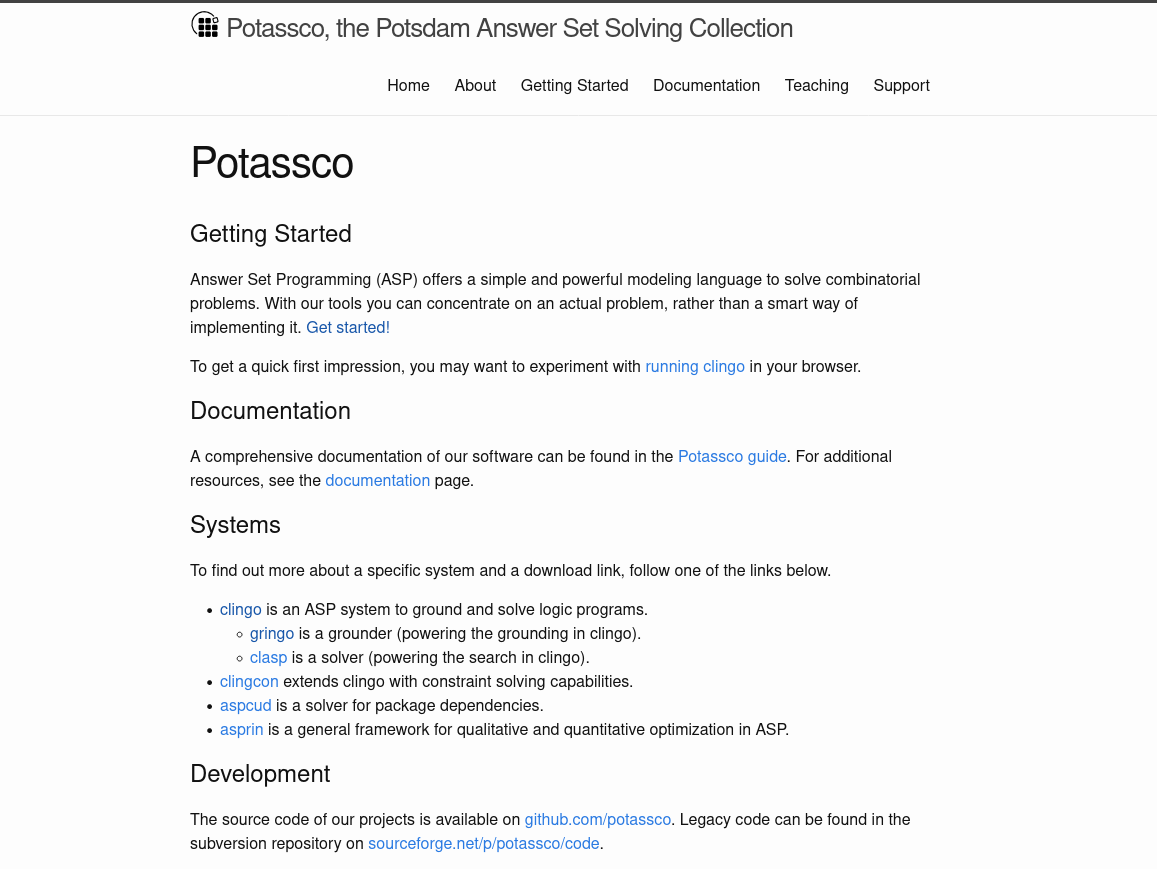 Potassco, the Potsdam Answer Set Solving Collection
Home About Getting Started Documentation Teaching Support
Potassco
Getting Started
Answer Set Programming (ASP) offers a simple and powerful modeling language to solve combinatorial
problems. With our tools you can concentrate on an actual problem, rather than a smart way of
implementing it. Get started!
To get a quick first impression, you may want to experiment with running clingo in your browser.
Documentation
A comprehensive documentation of our software can be found in the Potassco guide. For additional
resources, see the documentation page.
Systems
To find out more about a specific system and a download link, follow one of the links below.
• clingo is an ASP system to ground and solve logic programs.
◦ gringo is a grounder (powering the grounding in clingo).
◦ clasp is a solver (powering the search in clingo).
• clingcon extends clingo with constraint solving capabilities.
• aspcud is a solver for package dependencies.
• asprin is a general framework for qualitative and quantitative optimization in ASP.
Development
The source code of our projects is available on github.com/potassco. Legacy code can be found in the
subversion repository on sourceforge.net/p/potassco/code.